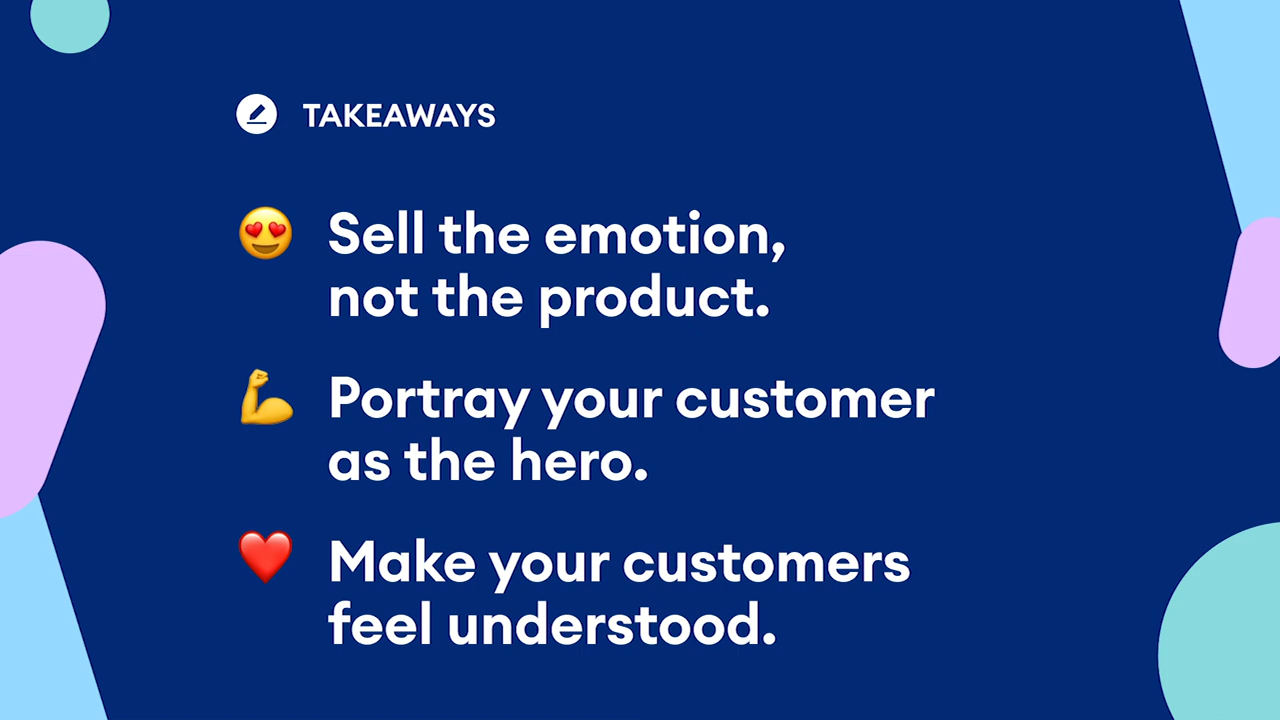 TAKEAWAYS
Sell the emotion,
not the product.
Portray your customer
as the hero.
Make your customers
feel understood.